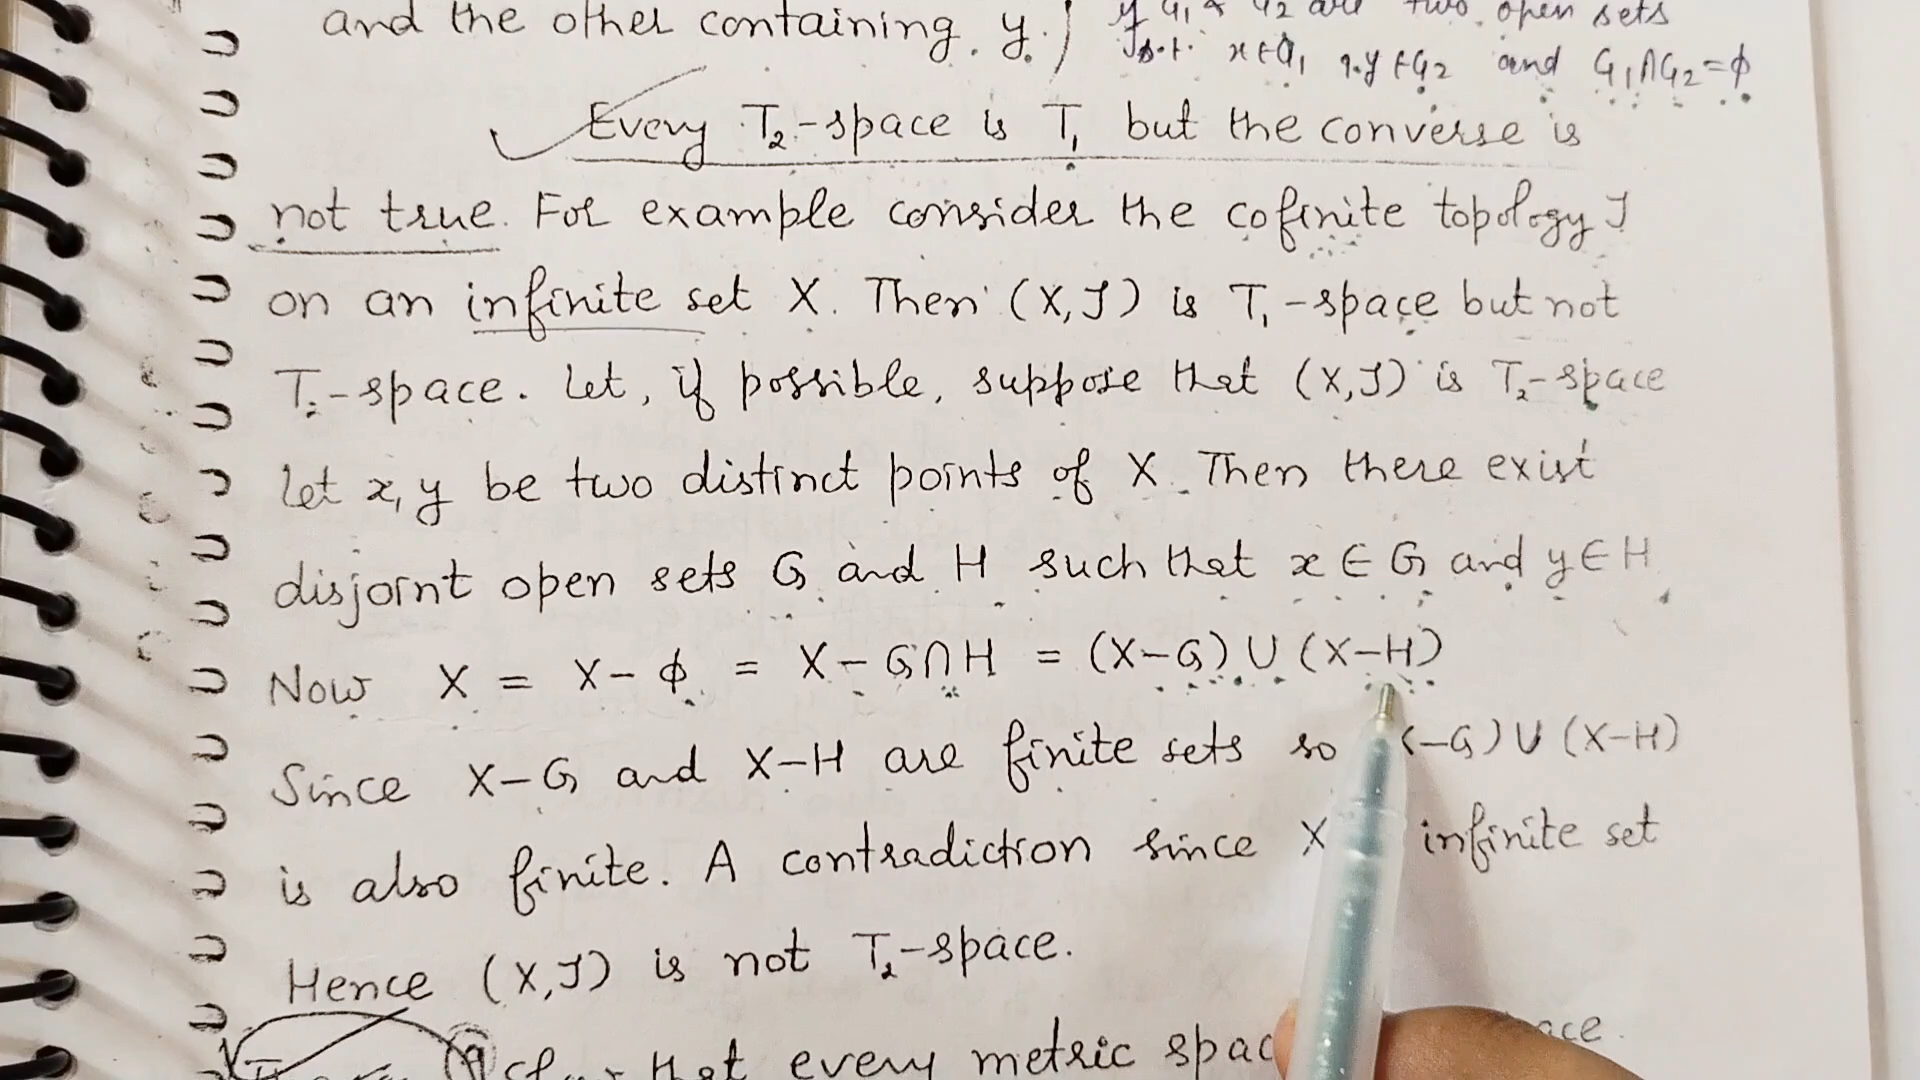 and the other containing y.) if G1 & G2 are two open sets
s.t. x∈G1, y∈G2 and G1∩G2=ϕ
Every T2-space is T1 but the converse is
not true. For example consider the cofinite topology J
on an infinite set X. Then (X,J) is T1-space but not
T2-space. Let, if possible, suppose that (X,J) is T2-space
Let x,y be two distinct points of X. Then there exist
disjoint open sets G and H such that x∈G and y∈H
Now X = X-ϕ = X-G∩H = (X-G)∪(X-H)
Since X-G and X-H are finite sets so X-G)∪(X-H)
is also finite. A contradiction since X infinite set
Hence (X,J) is not T2-space.
that every metric spac